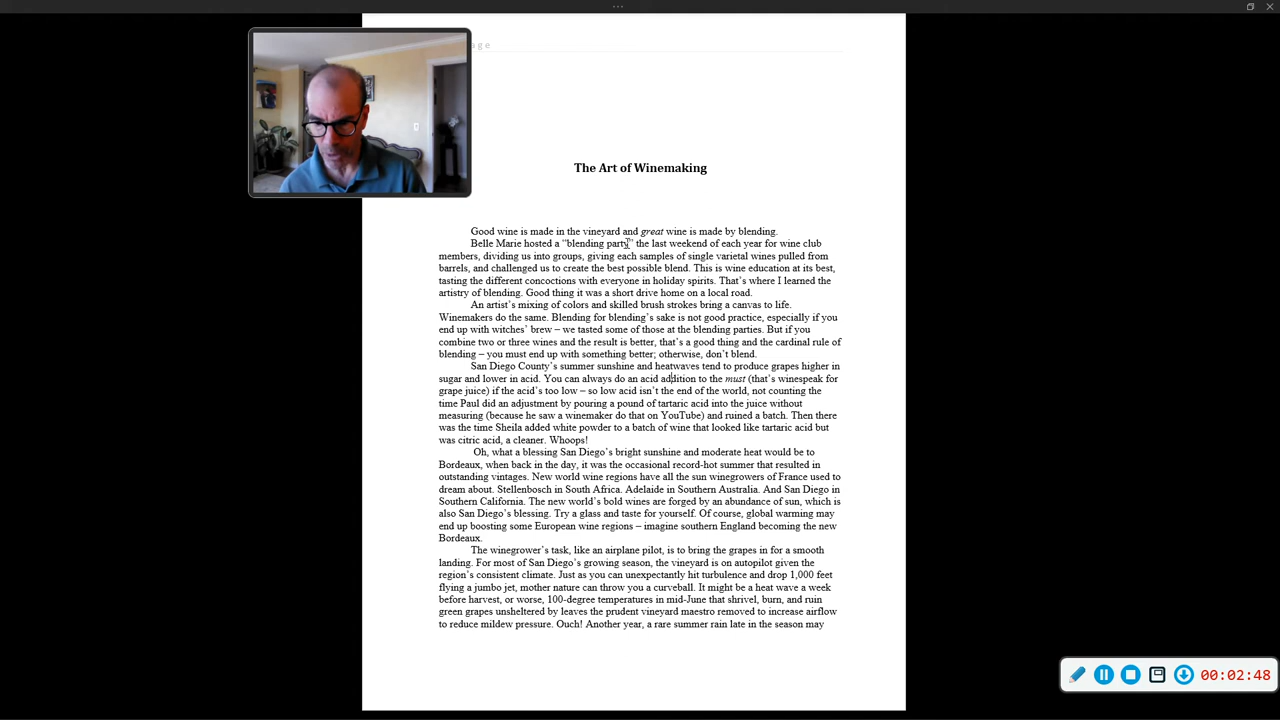 age
The Art of Winemaking
Good wine is made in the vineyard and great wine is made by blending.
Belle Marie hosted a “blending party” the last weekend of each year for wine club
members, dividing us into groups, giving each samples of single varietal wines pulled from
barrels, and challenged us to create the best possible blend. This is wine education at its best,
tasting the different concoctions with everyone in holiday spirits. That’s where I learned the
artistry of blending. Good thing it was a short drive home on a local road.
An artist’s mixing of colors and skilled brush strokes bring a canvas to life.
Winemakers do the same. Blending for blending’s sake is not good practice, especially if you
end up with witches’ brew – we tasted some of those at the blending parties. But if you
combine two or three wines and the result is better, that’s a good thing and the cardinal rule of
blending – you must end up with something better; otherwise, don’t blend.
San Diego County’s summer sunshine and heatwaves tend to produce grapes higher in
sugar and lower in acid. You can always do an acid addition to the must (that’s winespeak for
grape juice) if the acid’s too low – so low acid isn’t the end of the world, not counting the
time Paul did an adjustment by pouring a pound of tartaric acid into the juice without
measuring (because he saw a winemaker do that on YouTube) and ruined a batch. Then there
was the time Sheila added white powder to a batch of wine that looked like tartaric acid but
was citric acid, a cleaner. Whoops!
Oh, what a blessing San Diego’s bright sunshine and moderate heat would be to
Bordeaux, when back in the day, it was the occasional record-hot summer that resulted in
outstanding vintages. New world wine regions have all the sun winegrowers of France used to
dream about. Stellenbosch in South Africa. Adelaide in Southern Australia. And San Diego in
Southern California. The new world’s bold wines are forged by an abundance of sun, which is
also San Diego’s blessing. Try a glass and taste for yourself. Of course, global warming may
end up boosting some European wine regions – imagine southern England becoming the new
Bordeaux.
The winegrower’s task, like an airplane pilot, is to bring the grapes in for a smooth
landing. For most of San Diego’s growing season, the vineyard is on autopilot given the
region’s consistent climate. Just as you can unexpectantly hit turbulence and drop 1,000 feet
flying a jumbo jet, mother nature can throw you a curveball. It might be a heat wave a week
before harvest, or worse, 100-degree temperatures in mid-June that shrivel, burn, and ruin
green grapes unsheltered by leaves the prudent vineyard maestro removed to increase airflow
to reduce mildew pressure. Ouch! Another year, a rare summer rain late in the season may
00:02:48